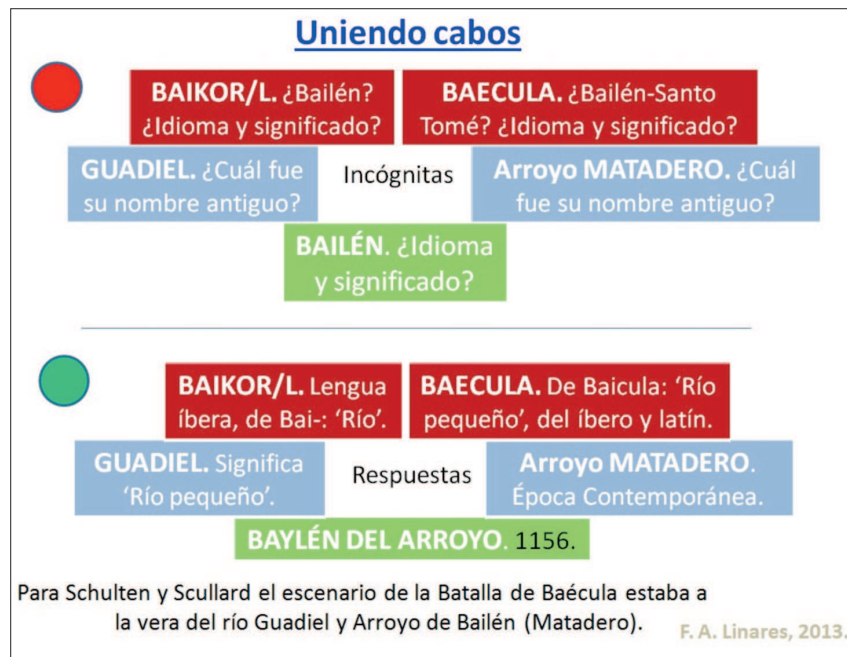 Uniendo cabos
BAIKOR/L. ¿Bailén?
¿Idioma y significado?
BAECULA. ¿Bailén-Santo
Tomé? ¿Idioma y significado?
GUADIEL. ¿Cuál fue
su nombre antiguo?
Incógnitas
Arroyo MATADERO. ¿Cuál
fue su nombre antiguo?
BAILÉN. ¿Idioma
y significado?
BAIKOR/L. Lengua
íbera, de Bai-: ‘Río’.
BAECULA. De Baicula: ‘Río
pequeño’, del íbero y latín.
GUADIEL. Significa
‘Río pequeño’.
Respuestas
Arroyo MATADERO.
Época Contemporánea.
BAYLÉN DEL ARROYO. 1156.
Para Schulten y Scullard el escenario de la Batalla de Baécula estaba a
la vera del río Guadiel y Arroyo de Bailén (Matadero).
F. A. Linares, 2013.